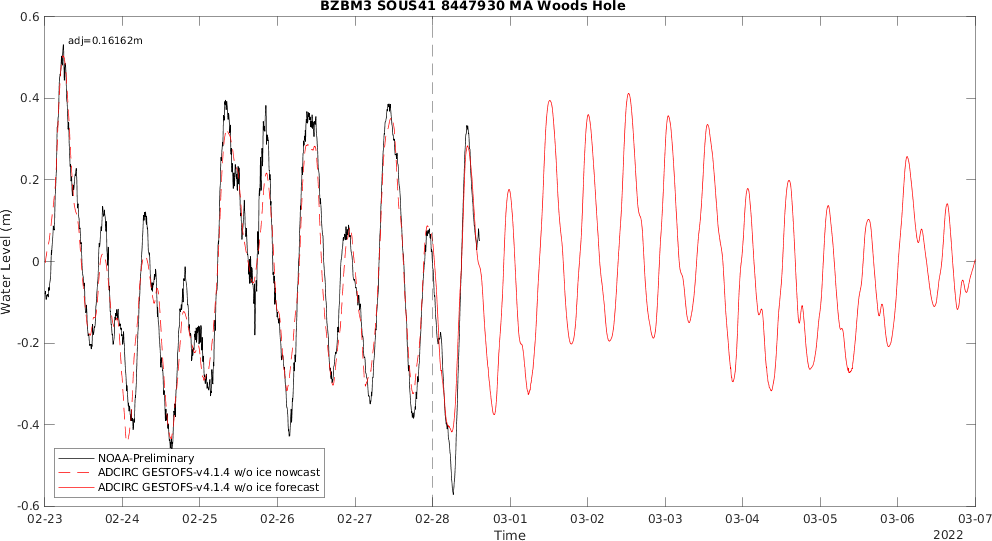 BZBM3 SOUS41 8447930 MA Woods Hole
adj=0.16162m
0.6
0.4
0.2
0
-0.2
-0.4
-0.6
Water Level (m)
NOAA-Preliminary
ADCIRC GESTOFS-v4.1.4 w/o ice nowcast
ADCIRC GESTOFS-v4.1.4 w/o ice forecast
02-23 02-24 02-25 02-26 02-27 02-28 03-01 03-02 03-03 03-04 03-05 03-06 03-07
Time
2022